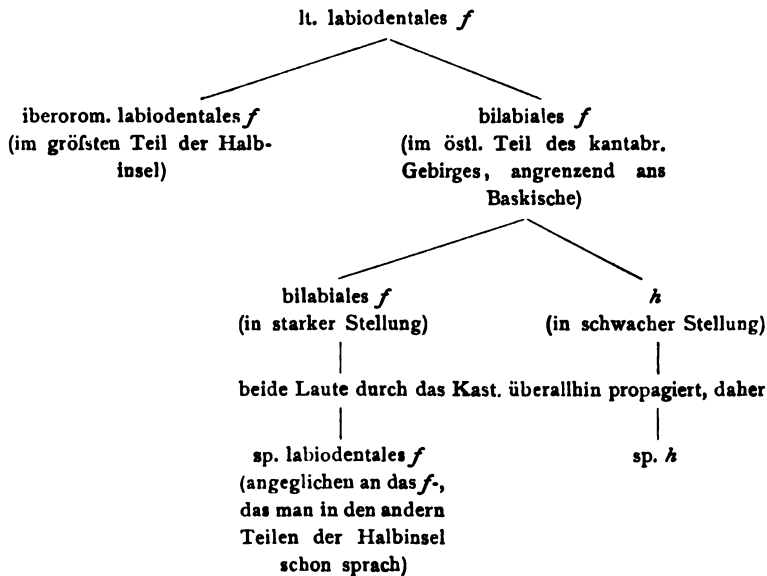 lt. labiodentales f
iberorom. labiodentales f
(im gröſsten Teil der Halb-
insel)
bilabiales f
(im östl. Teil des kantabr.
Gebirges, angrenzend ans
Baskische)
bilabiales f
(in starker Stellung)
h
(in schwacher Stellung)
beide Laute durch das Kast. überallhin propagiert, daher
sp. labiodentales f
(angeglichen an das f-,
das man in den andern
Teilen der Halbinsel
schon sprach)
sp. h